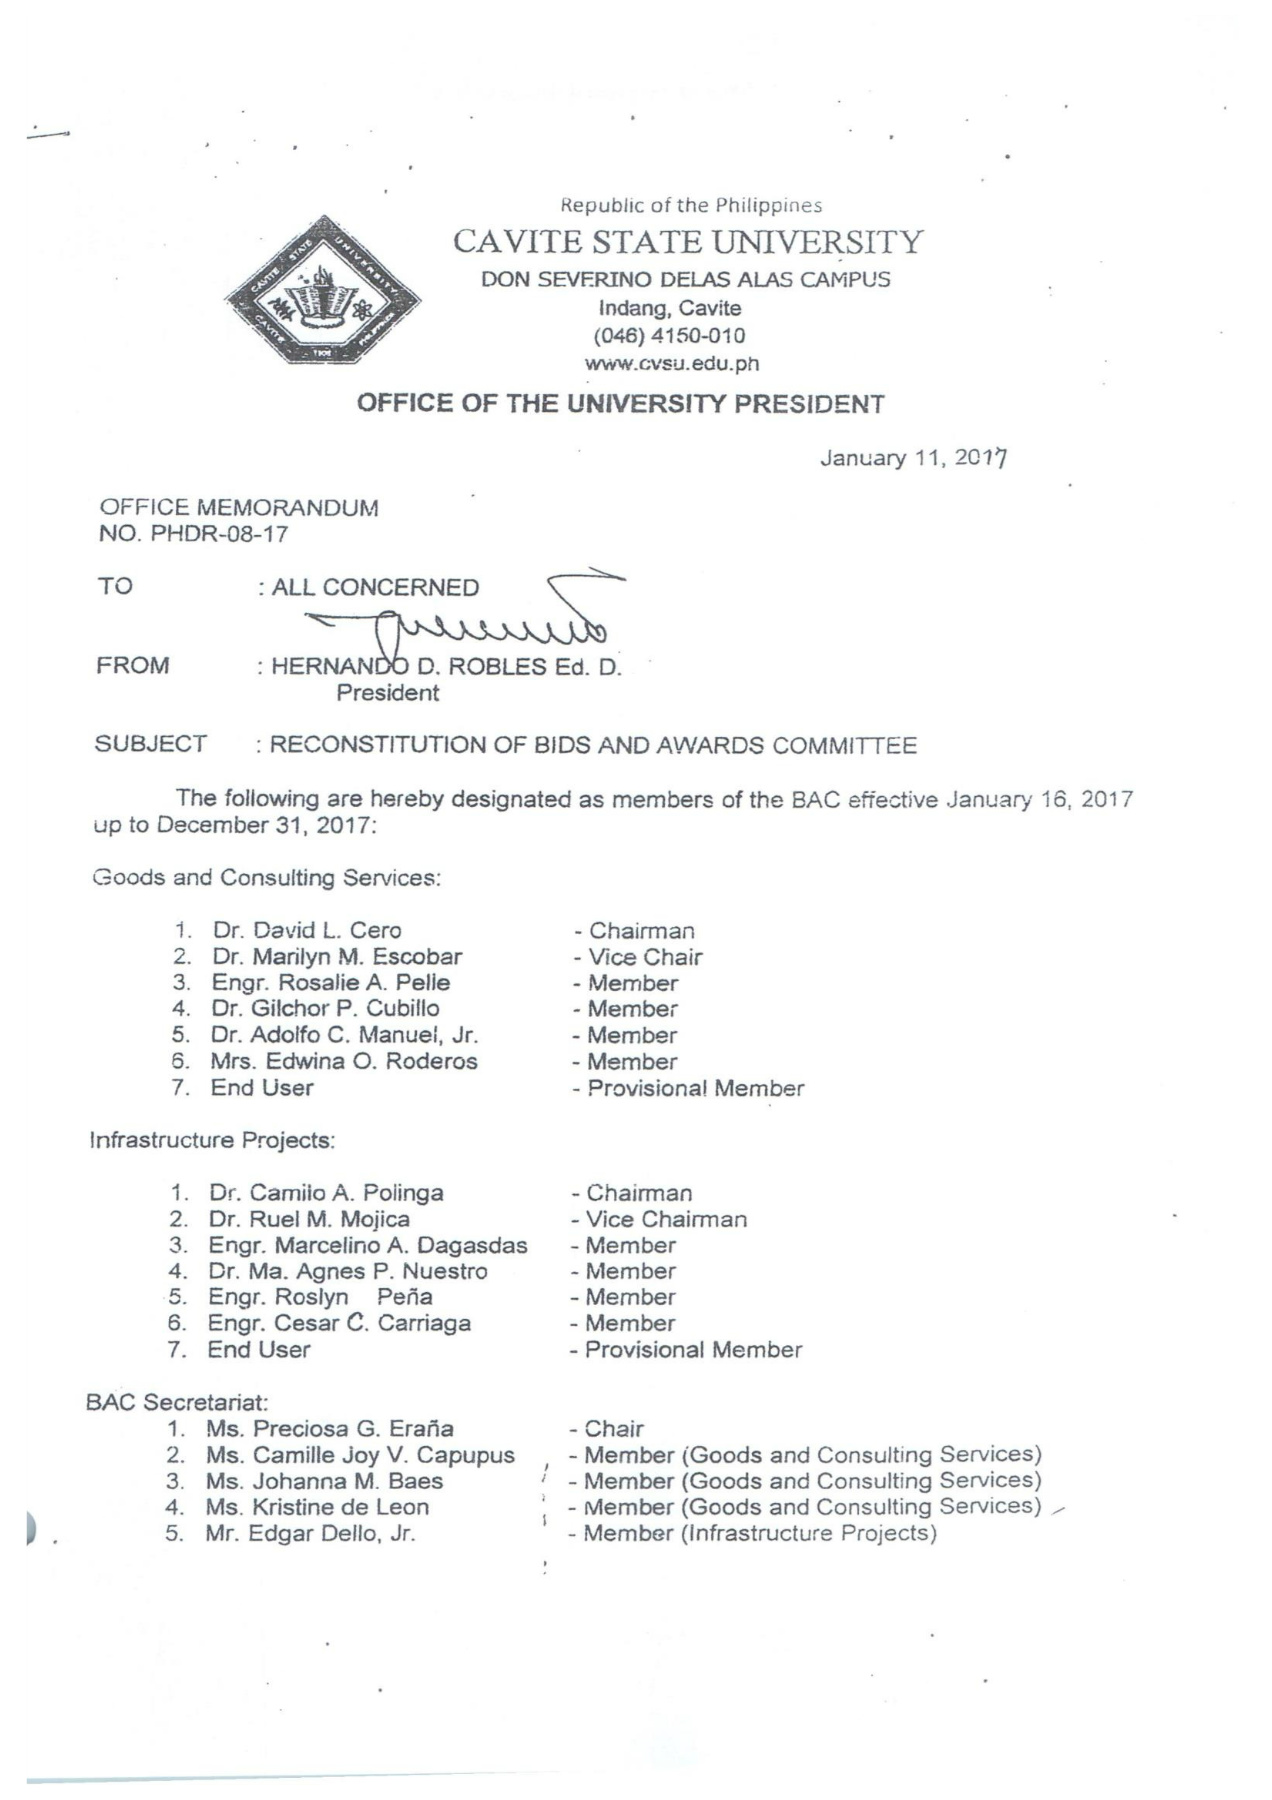 Republic of the Philippines
CAVITE STATE UNIVERSITY
DON SEVERINO DELAS ALAS CAMPUS
Indang, Cavite
(046) 4150-010
www.cvsu.edu.ph
CAVITE STATE UNIVERSITY
CAVITE 1906 PHILIPPINES
OFFICE OF THE UNIVERSITY PRESIDENT
January 11, 2017
OFFICE MEMORANDUM
NO. PHDR-08-17
TO : ALL CONCERNED
FROM : HERNANDO D. ROBLES Ed. D.
President
SUBJECT : RECONSTITUTION OF BIDS AND AWARDS COMMITTEE
The following are hereby designated as members of the BAC effective January 16, 2017
up to December 31, 2017:
Goods and Consulting Services:
1. Dr. David L. Cero - Chairman
2. Dr. Marilyn M. Escobar - Vice Chair
3. Engr. Rosalie A. Pelle - Member
4. Dr. Gilchor P. Cubillo - Member
5. Dr. Adolfo C. Manuel, Jr. - Member
6. Mrs. Edwina O. Roderos - Member
7. End User - Provisional Member
Infrastructure Projects:
1. Dr. Camilo A. Polinga - Chairman
2. Dr. Ruel M. Mojica - Vice Chairman
3. Engr. Marcelino A. Dagasdas - Member
4. Dr. Ma. Agnes P. Nuestro - Member
5. Engr. Roslyn Peña - Member
6. Engr. Cesar C. Carriaga - Member
7. End User - Provisional Member
BAC Secretariat:
1. Ms. Preciosa G. Eraña - Chair
2. Ms. Camille Joy V. Capupus - Member (Goods and Consulting Services)
3. Ms. Johanna M. Baes - Member (Goods and Consulting Services)
4. Ms. Kristine de Leon - Member (Goods and Consulting Services)
5. Mr. Edgar Dello, Jr. - Member (Infrastructure Projects)